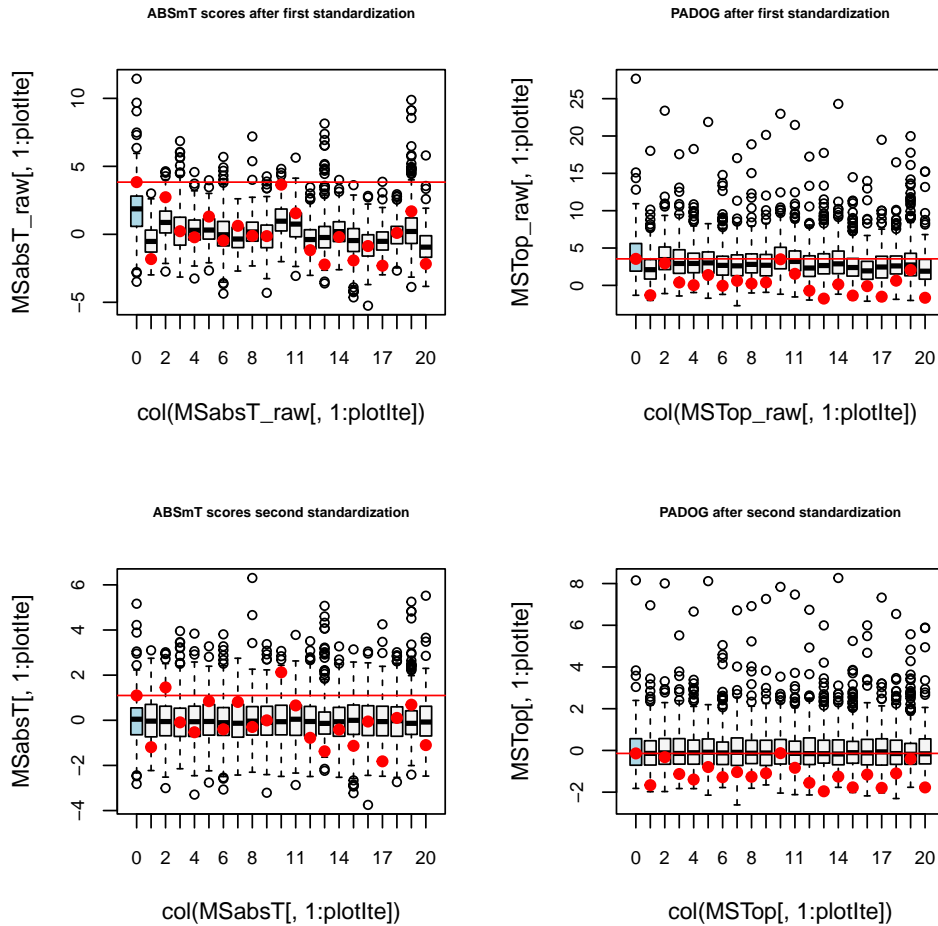 ABSmT scores after first standardization
MSabsT_raw[, 1:plotIte]
10
5
0
−5
0 2 4 6 8 11 14 17 20
col(MSabsT_raw[, 1:plotIte])
PADOG after first standardization
MSTop_raw[, 1:plotIte]
25
20
15
10
5
0
0 2 4 6 8 11 14 17 20
col(MSTop_raw[, 1:plotIte])
ABSmT scores second standardization
MSabsT[, 1:plotIte]
6
4
2
0
−2
−4
0 2 4 6 8 11 14 17 20
col(MSabsT[, 1:plotIte])
PADOG after second standardization
MSTop[, 1:plotIte]
8
6
4
2
0
−2
0 2 4 6 8 11 14 17 20
col(MSTop[, 1:plotIte])